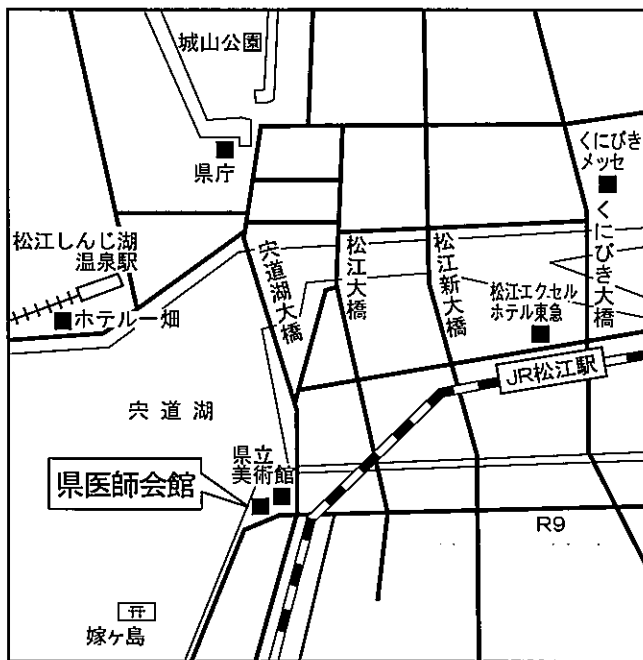 城山公園
県庁
くにびき
メッセ
松江しんじ湖
温泉駅
ホテル一畑
宍道湖大橋
松江大橋
松江新大橋
くにびき大橋
松江エクセル
ホテル東急
JR松江駅
宍道湖
県立
美術館
県医師会館
R9
嫁ヶ島